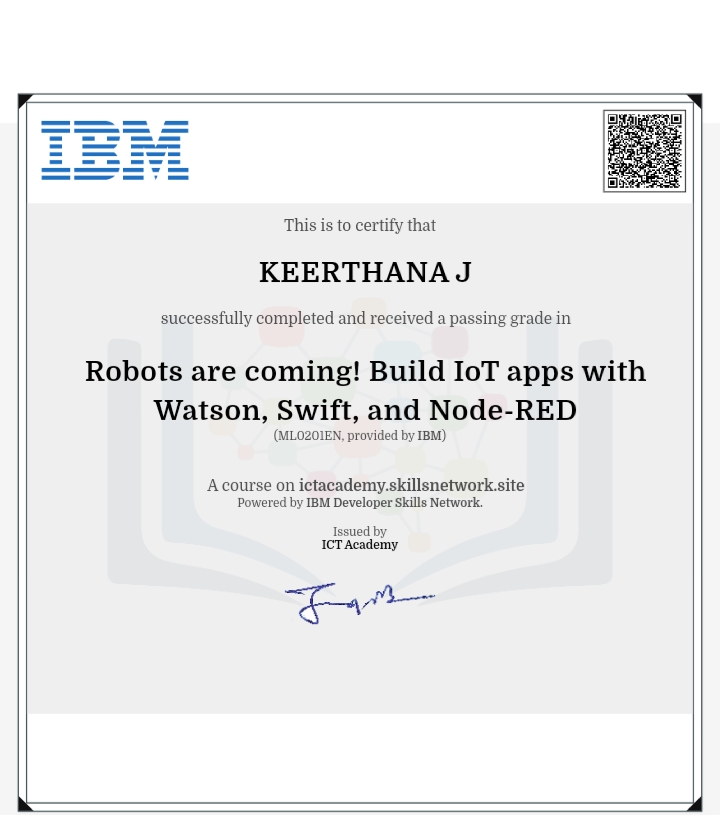 IBM
This is to certify that
KEERTHANA J
successfully completed and received a passing grade in
Robots are coming! Build IoT apps with
Watson, Swift, and Node-RED
(ML0201EN, provided by IBM)
A course on ictacademy.skillsnetwork.site
Powered by IBM Developer Skills Network.
Issued by
ICT Academy